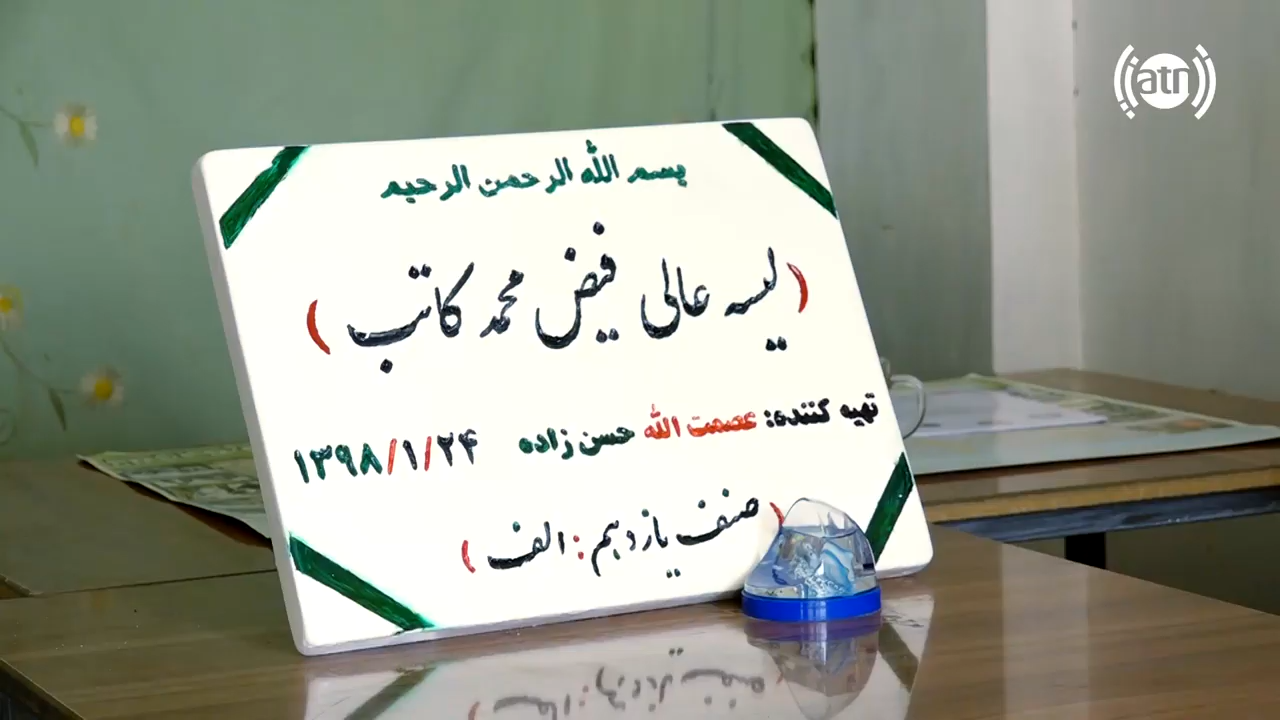 atn
بسم الله الرحمن الرحیم
(لیسه عالی فیض محمد کاتب)
تهیه کننده: عصمت الله حسن زاده ۱۳۹۸/۱/۲۴
(صنف یازدهم: الف)